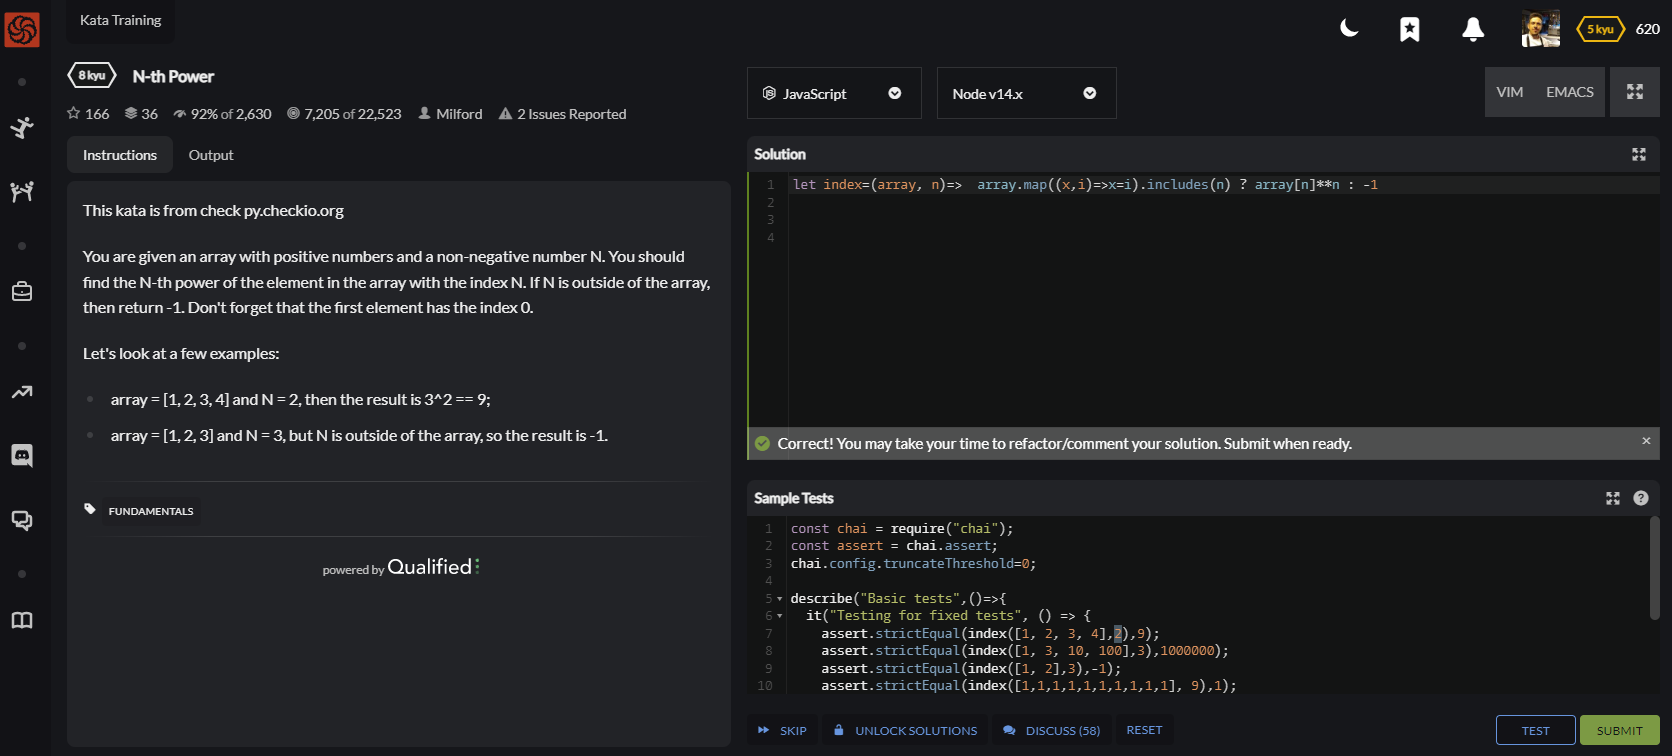 Kata Training
5 kyu 620
8 kyu N-th Power
166 36 92% of 2,630 7,205 of 22,523 Milford 2 Issues Reported
Instructions Output
This kata is from check py.checkio.org
You are given an array with positive numbers and a non-negative number N. You should
find the N-th power of the element in the array with the index N. If N is outside of the array,
then return -1. Don't forget that the first element has the index 0.
Let's look at a few examples:
array = [1, 2, 3, 4] and N = 2, then the result is 3^2 == 9;
array = [1, 2, 3] and N = 3, but N is outside of the array, so the result is -1.
FUNDAMENTALS
powered by Qualified
JavaScript Node v14.x VIM EMACS
Solution
1 let index=(array, n)=>  array.map((x,i)=>x=i).includes(n) ? array[n]**n : -1
2
3
4
Correct! You may take your time to refactor/comment your solution. Submit when ready. ×
Sample Tests ?
1 const chai = require("chai");
2 const assert = chai.assert;
3 chai.config.truncateThreshold=0;
4
5 describe("Basic tests",()=>{
6 it("Testing for fixed tests", () => {
7 assert.strictEqual(index([1, 2, 3, 4],2),9);
8 assert.strictEqual(index([1, 3, 10, 100],3),1000000);
9 assert.strictEqual(index([1, 2],3),-1);
10 assert.strictEqual(index([1,1,1,1,1,1,1,1,1,1], 9),1);
SKIP UNLOCK SOLUTIONS DISCUSS (58) RESET TEST SUBMIT